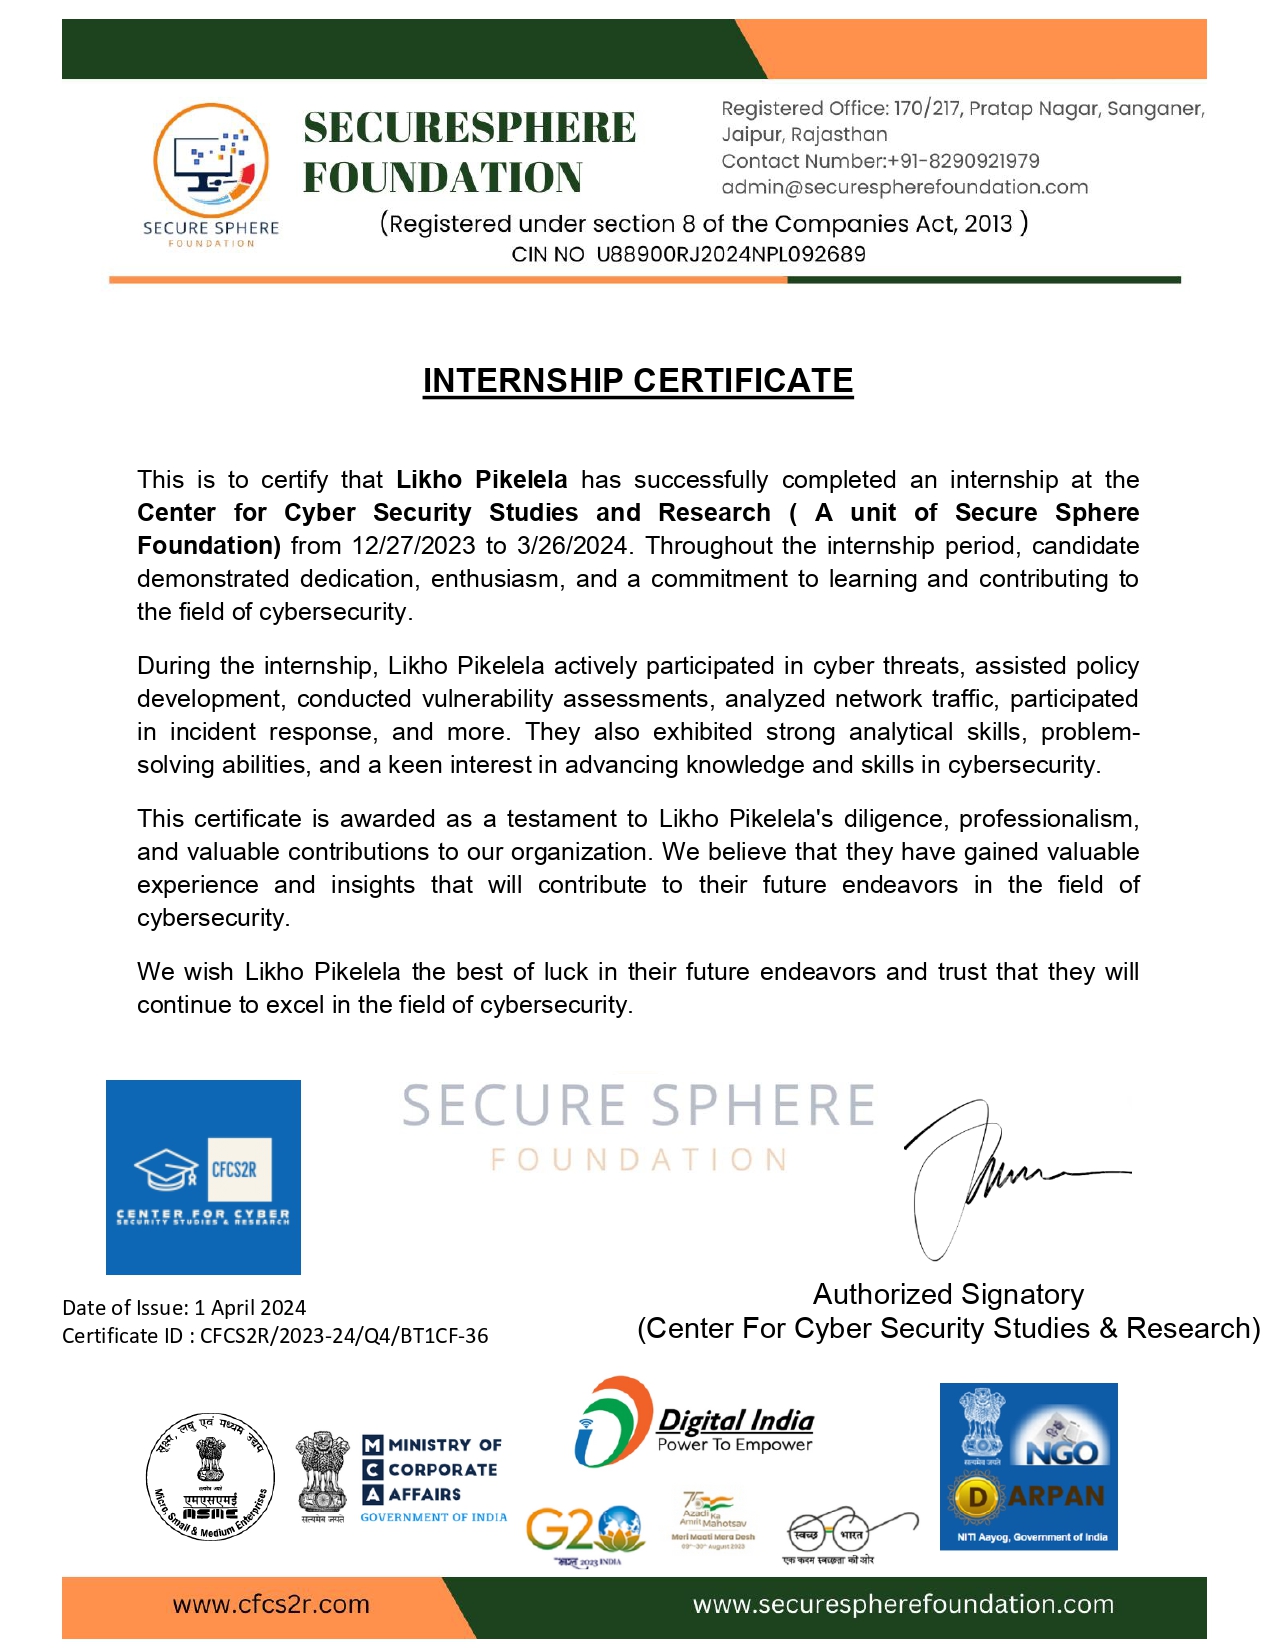 SECURESPHERE
FOUNDATION
Registered Office: 170/217, Pratap Nagar, Sanganer,
Jaipur, Rajasthan
Contact Number:+91-8290921979
admin@securespherefoundation.com
SECURE SPHERE
FOUNDATION
(Registered under section 8 of the Companies Act, 2013 )
CIN NO U88900RJ2024NPL092689
INTERNSHIP CERTIFICATE
This is to certify that Likho Pikelela has successfully completed an internship at the
Center for Cyber Security Studies and Research ( A unit of Secure Sphere
Foundation) from 12/27/2023 to 3/26/2024. Throughout the internship period, candidate
demonstrated dedication, enthusiasm, and a commitment to learning and contributing to
the field of cybersecurity.
During the internship, Likho Pikelela actively participated in cyber threats, assisted policy
development, conducted vulnerability assessments, analyzed network traffic, participated
in incident response, and more. They also exhibited strong analytical skills, problem-
solving abilities, and a keen interest in advancing knowledge and skills in cybersecurity.
This certificate is awarded as a testament to Likho Pikelela's diligence, professionalism,
and valuable contributions to our organization. We believe that they have gained valuable
experience and insights that will contribute to their future endeavors in the field of
cybersecurity.
We wish Likho Pikelela the best of luck in their future endeavors and trust that they will
continue to excel in the field of cybersecurity.
SECURE SPHERE
FOUNDATION
CFCS2R
CENTER FOR CYBER
SECURITY STUDIES & RESEARCH
Date of Issue: 1 April 2024
Certificate ID : CFCS2R/2023-24/Q4/BT1CF-36
Authorized Signatory
(Center For Cyber Security Studies & Research)
सूक्ष्म, लघु एवं मध्यम उद्यम
सत्यमेव जयते
एमएसएमई
MSME
Micro, Small & Medium Enterprises
सत्यमेव जयते
MCA
MINISTRY OF
CORPORATE
AFFAIRS
GOVERNMENT OF INDIA
Digital India
Power To Empower
G20
भारत 2023 INDIA
75
Azadi Ka
Amrit Mahotsav
Meri Maati Mera Desh
09th-30th August 2023
स्वच्छ भारत
एक कदम स्वच्छता की ओर
सत्यमेव जयते
NGO
DARPAN
NITI Aayog, Government of India
www.cfcs2r.com
www.securespherefoundation.com